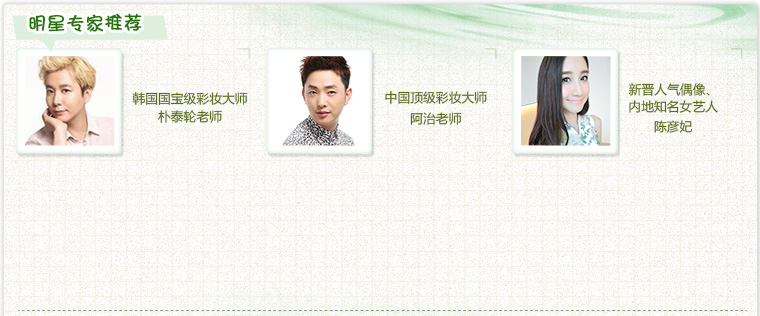 明星专家推荐
韩国国宝级彩妆大师
朴泰轮老师
中国顶级彩妆大师
阿治老师
新晋人气偶像、
内地知名女艺人
陈彦妃